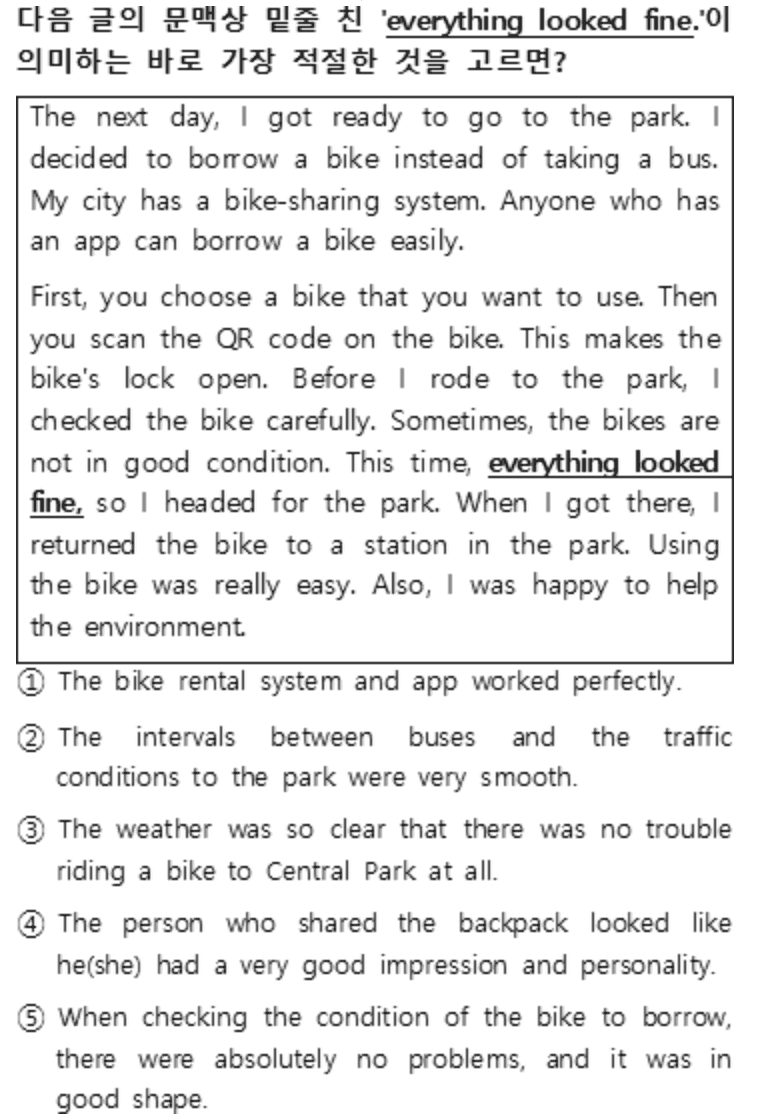 다음 글의 문맥상 밑줄 친 'everything looked fine.'이
의미하는 바로 가장 적절한 것을 고르면?
The next day, I got ready to go to the park. I
decided to borrow a bike instead of taking a bus.
My city has a bike-sharing system. Anyone who has
an app can borrow a bike easily.
First, you choose a bike that you want to use. Then
you scan the QR code on the bike. This makes the
bike's lock open. Before I rode to the park, I
checked the bike carefully. Sometimes, the bikes are
not in good condition. This time, everything looked
fine, so I headed for the park. When I got there, I
returned the bike to a station in the park. Using
the bike was really easy. Also, I was happy to help
the environment.
① The bike rental system and app worked perfectly.
② The intervals between buses and the traffic
conditions to the park were very smooth.
③ The weather was so clear that there was no trouble
riding a bike to Central Park at all.
④ The person who shared the backpack looked like
he(she) had a very good impression and personality.
⑤ When checking the condition of the bike to borrow,
there were absolutely no problems, and it was in
good shape.